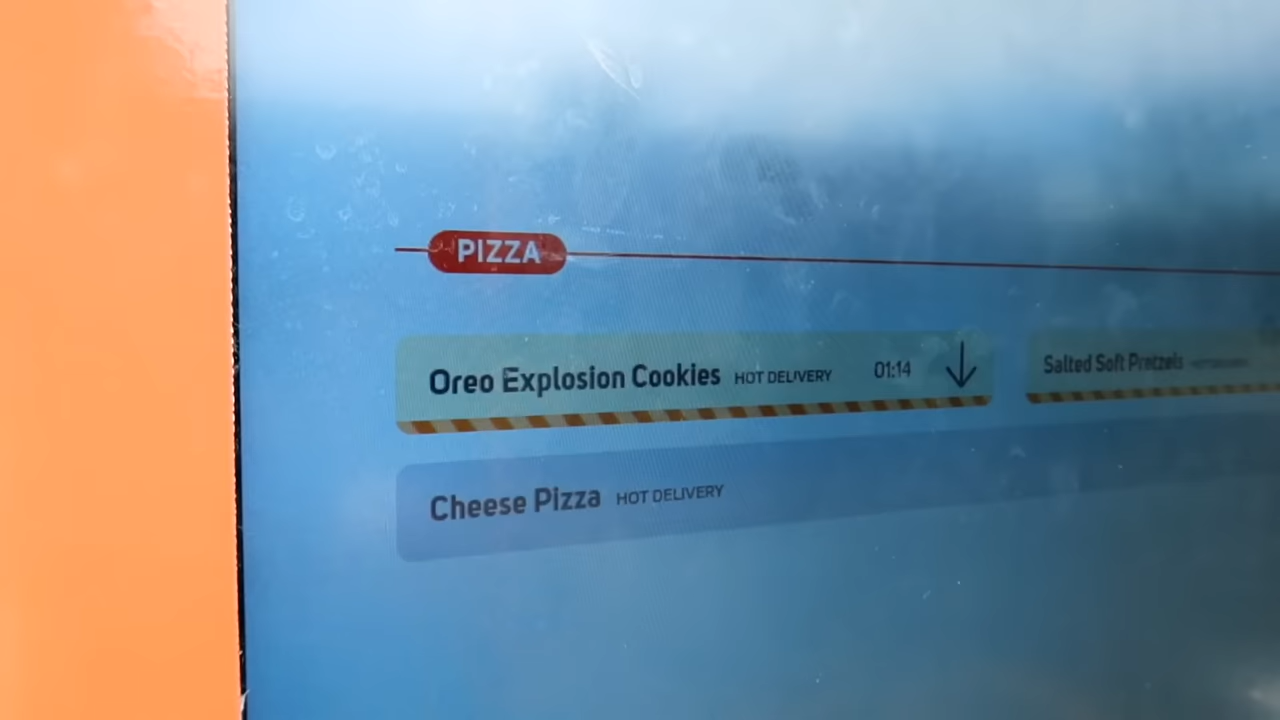 PIZZA
Oreo Explosion Cookies HOT DELIVERY 01:14
Salted Soft Pretzels
Cheese Pizza HOT DELIVERY